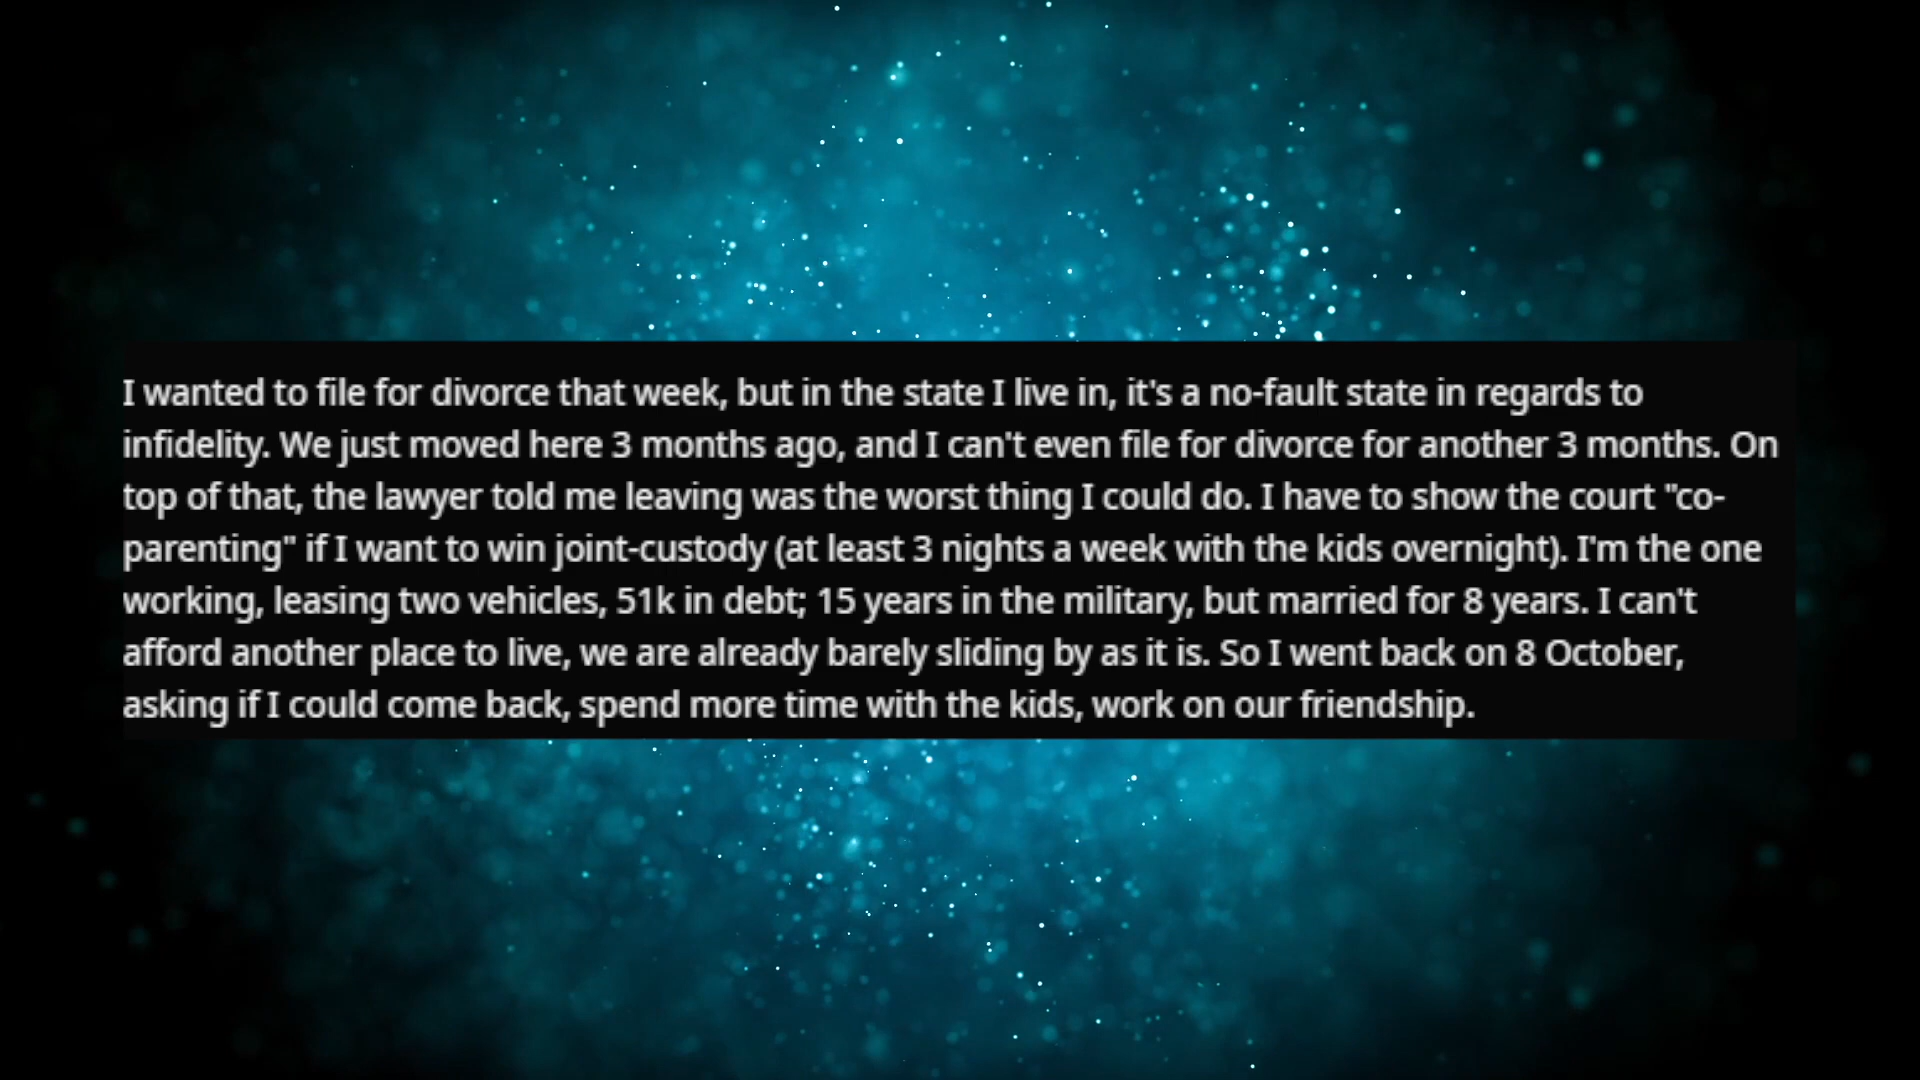 I wanted to file for divorce that week, but in the state I live in, it's a no-fault state in regards to
infidelity. We just moved here 3 months ago, and I can't even file for divorce for another 3 months. On
top of that, the lawyer told me leaving was the worst thing I could do. I have to show the court "co-
parenting" if I want to win joint-custody (at least 3 nights a week with the kids overnight). I'm the one
working, leasing two vehicles, 51k in debt; 15 years in the military, but married for 8 years. I can't
afford another place to live, we are already barely sliding by as it is. So I went back on 8 October,
asking if I could come back, spend more time with the kids, work on our friendship.